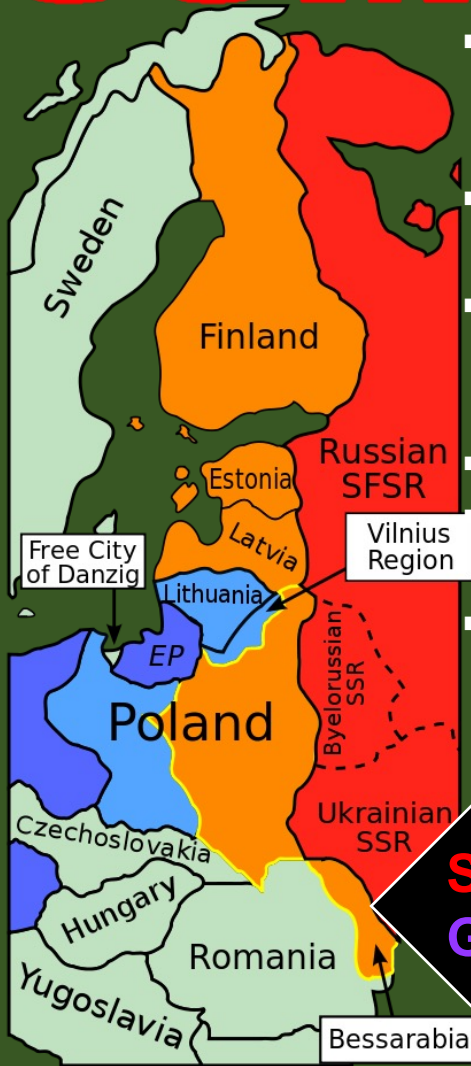 Sweden
Finland
Russian
SFSR
Estonia
Latvia
Vilnius
Region
Free City
of Danzig
Lithuania
EP
Byelorussian
SSR
Poland
Ukrainian
SSR
Czechoslovakia
Hungary
Romania
Yugoslavia
Bessarabia
S
G